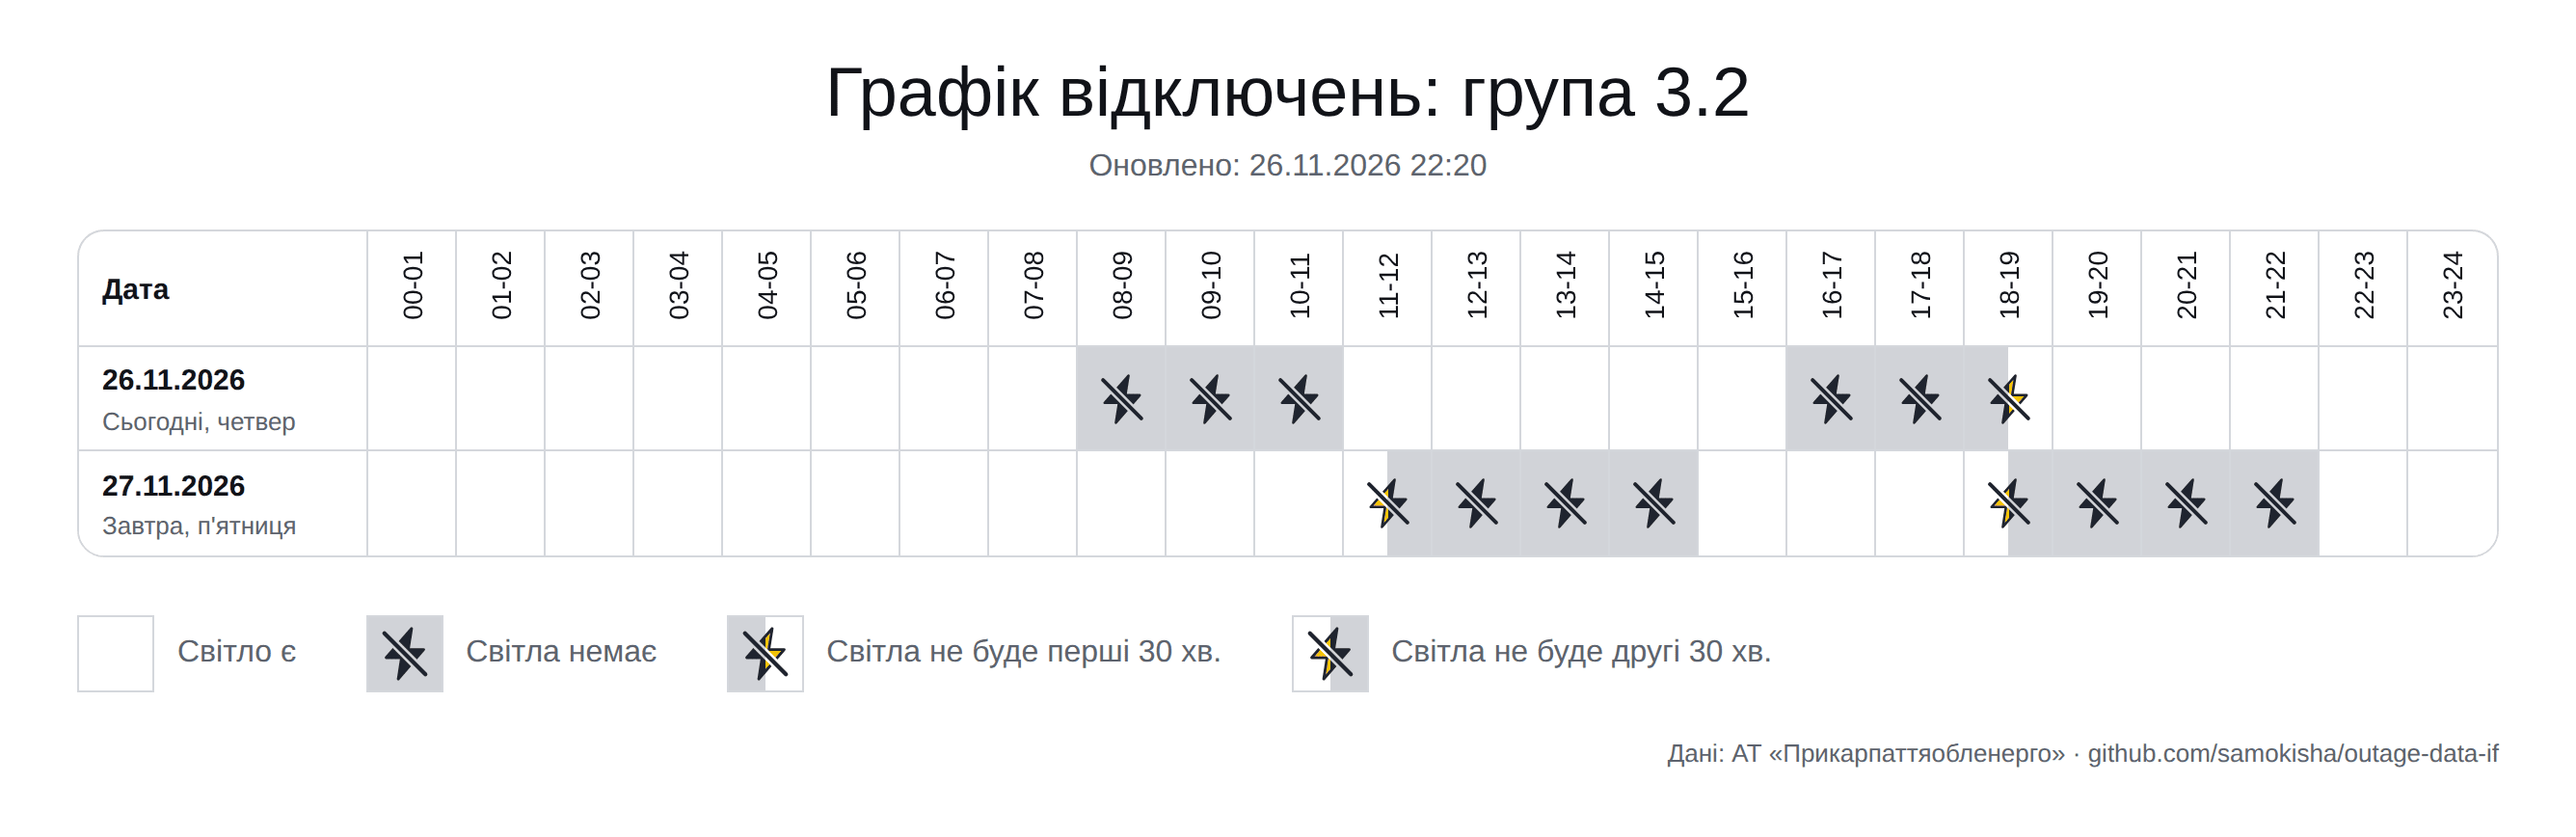 Графік відключень: група 3.2
Оновлено: 26.11.2026 22:20
Дата 00-01 01-02 02-03 03-04 04-05 05-06 06-07 07-08 08-09 09-10 10-11 11-12 12-13 13-14 14-15 15-16 16-17 17-18 18-19 19-20 20-21 21-22 22-23 23-24
26.11.2026
Сьогодні, четвер
27.11.2026
Завтра, п'ятниця
Світло є Світла немає Світла не буде перші 30 хв. Світла не буде другі 30 хв.
Дані: АТ «Прикарпаттяобленерго» · github.com/samokisha/outage-data-if